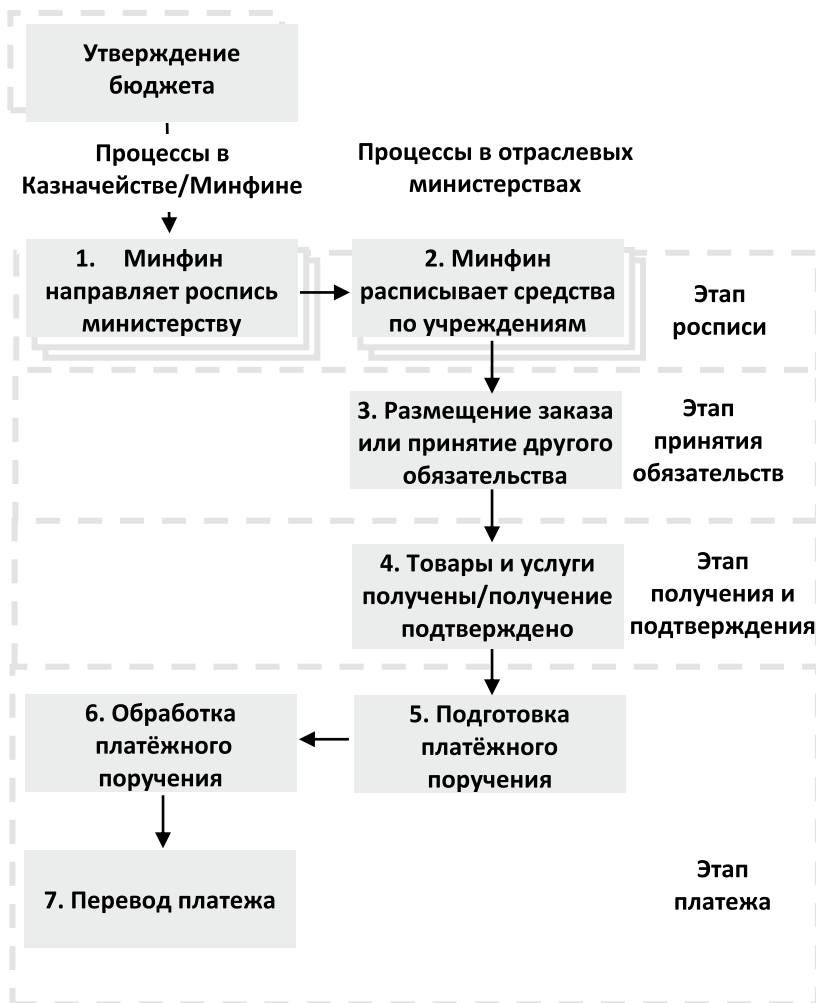 Утверждение
бюджета
Процессы в
Казначействе/Минфине
Процессы в отраслевых
министерствах
1. Минфин
направляет роспись
министерству
2. Минфин
расписывает средства
по учреждениям
Этап
росписи
3. Размещение заказа
или принятие другого
обязательства
Этап
принятия
обязательств
4. Товары и услуги
получены/получение
подтверждено
Этап
получения и
подтверждения
6. Обработка
платёжного
поручения
5. Подготовка
платёжного
поручения
7. Перевод платежа
Этап
платежа